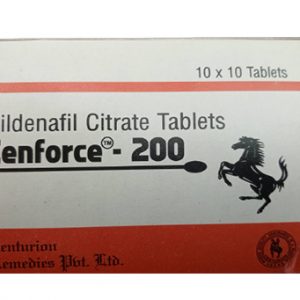 10 x 10 Tablets
ildenafil Citrate Tablets
enforce™- 200
enturion
emedies Pvt. Ltd.